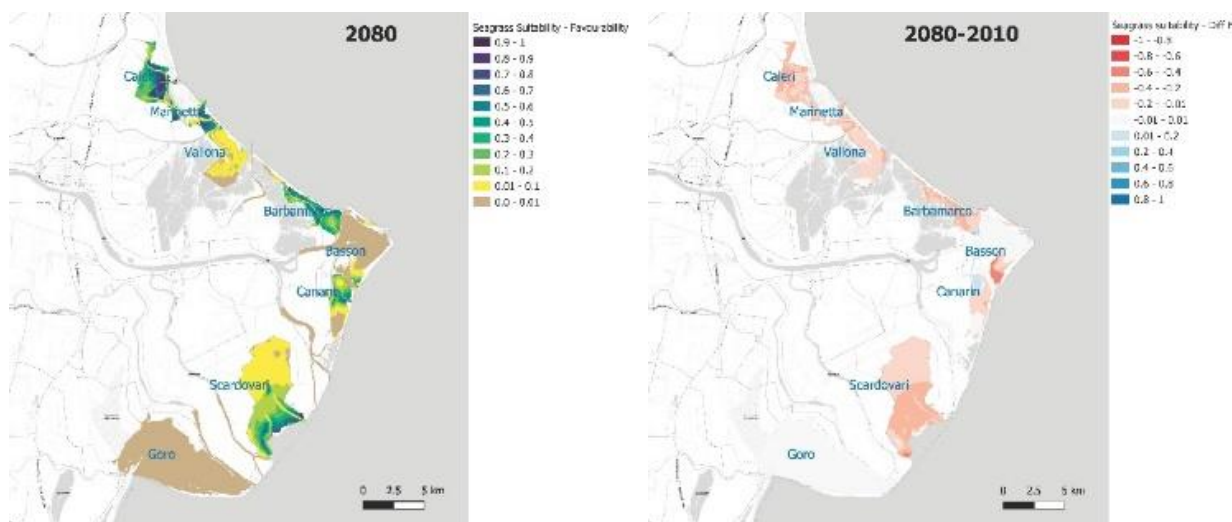 2080
Seagrass Suitability - Favourability
0.9 - 1
0.8 - 0.9
0.7 - 0.8
0.6 - 0.7
0.5 - 0.6
0.4 - 0.5
0.3 - 0.4
0.2 - 0.3
0.1 - 0.2
0.01 - 0.1
0.0 - 0.01
Caleri
Marinetta
Vallona
Barbamarco
Basson
Canarin
Scardovari
Goro
0 2.5 5 km
2080-2010
Seagrass suitability - Diff
-1 - -0.8
-0.8 - -0.6
-0.6 - -0.4
-0.4 - -0.2
-0.2 - -0.01
-0.01 - 0.01
0.01 - 0.2
0.2 - 0.4
0.4 - 0.6
0.6 - 0.8
0.8 - 1
Caleri
Marinetta
Vallona
Barbamarco
Basson
Canarin
Scardovari
Goro
0 2.5 5 km